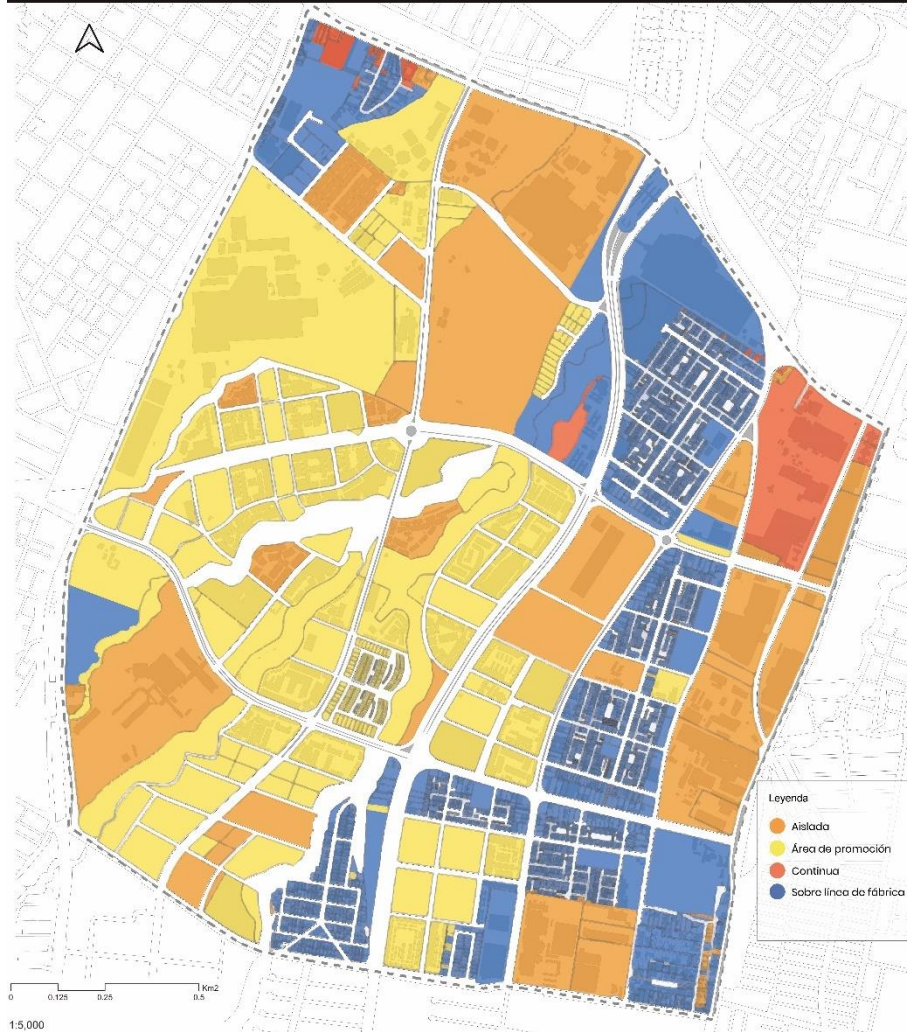 Leyenda
Aislada
Área de promoción
Continua
Sobre línea de fábrica
Km2
0 0.125 0.25 0.5
1:5,000